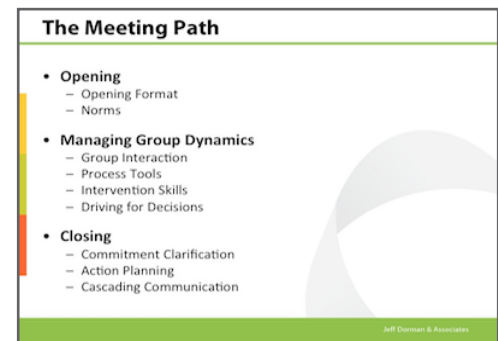 The Meeting Path
• Opening
– Opening Format
– Norms
• Managing Group Dynamics
– Group Interaction
– Process Tools
– Intervention Skills
– Driving for Decisions
• Closing
– Commitment Clarification
– Action Planning
– Cascading Communication
Jeff Dorman & Associates